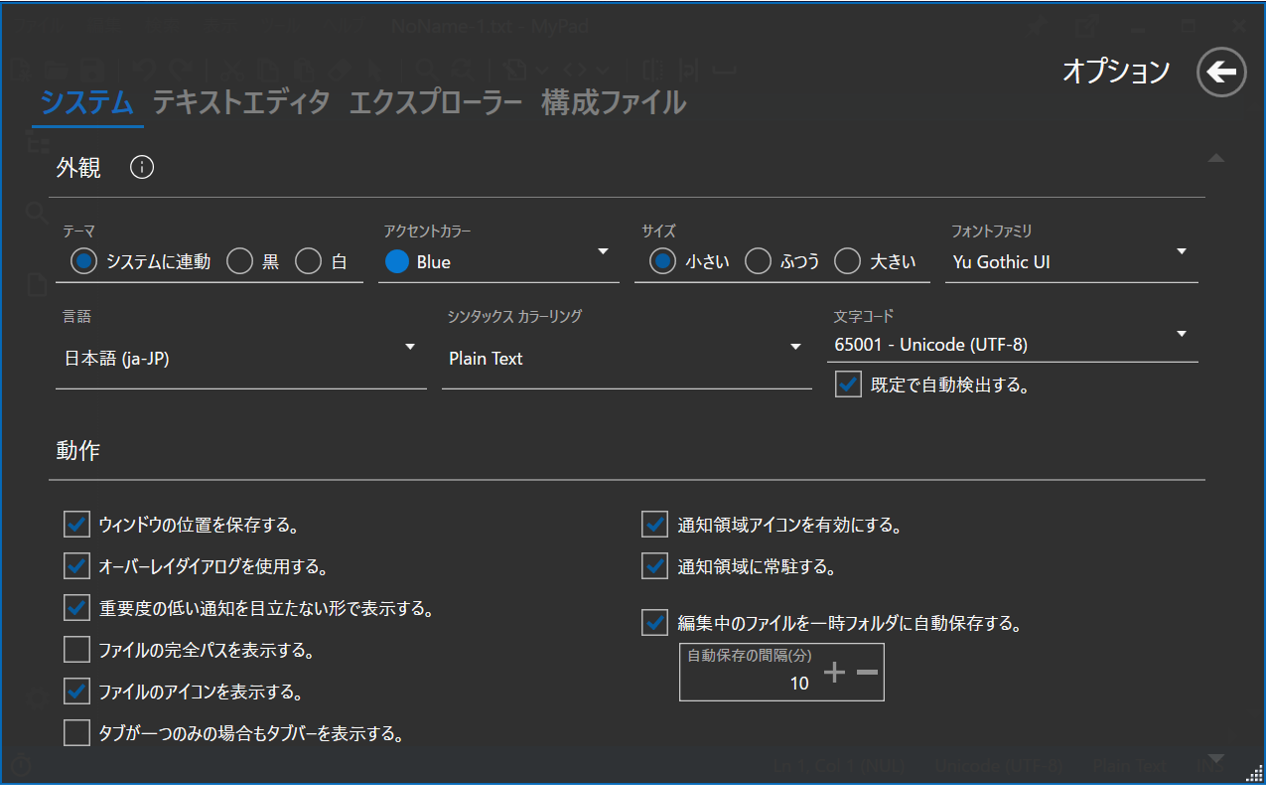 NoName-1.txt - MyPad
オプション
システム テキストエディタ エクスプローラー 構成ファイル
外観
テーマ アクセントカラー サイズ フォントファミリ
システムに連動 黒 白 Blue 小さい ふつう 大きい Yu Gothic UI
言語 シンタックス カラーリング 文字コード
日本語 (ja-JP) Plain Text 65001 - Unicode (UTF-8)
既定で自動検出する。
動作
ウィンドウの位置を保存する。 通知領域アイコンを有効にする。
オーバーレイダイアログを使用する。 通知領域に常駐する。
重要度の低い通知を目立たない形で表示する。
編集中のファイルを一時フォルダに自動保存する。
ファイルの完全パスを表示する。
自動保存の間隔(分)
10
ファイルのアイコンを表示する。
タブが一つのみの場合もタブバーを表示する。
Ln 1, Col 1 [NUL] Unicode (UTF-8) Plain Text INS